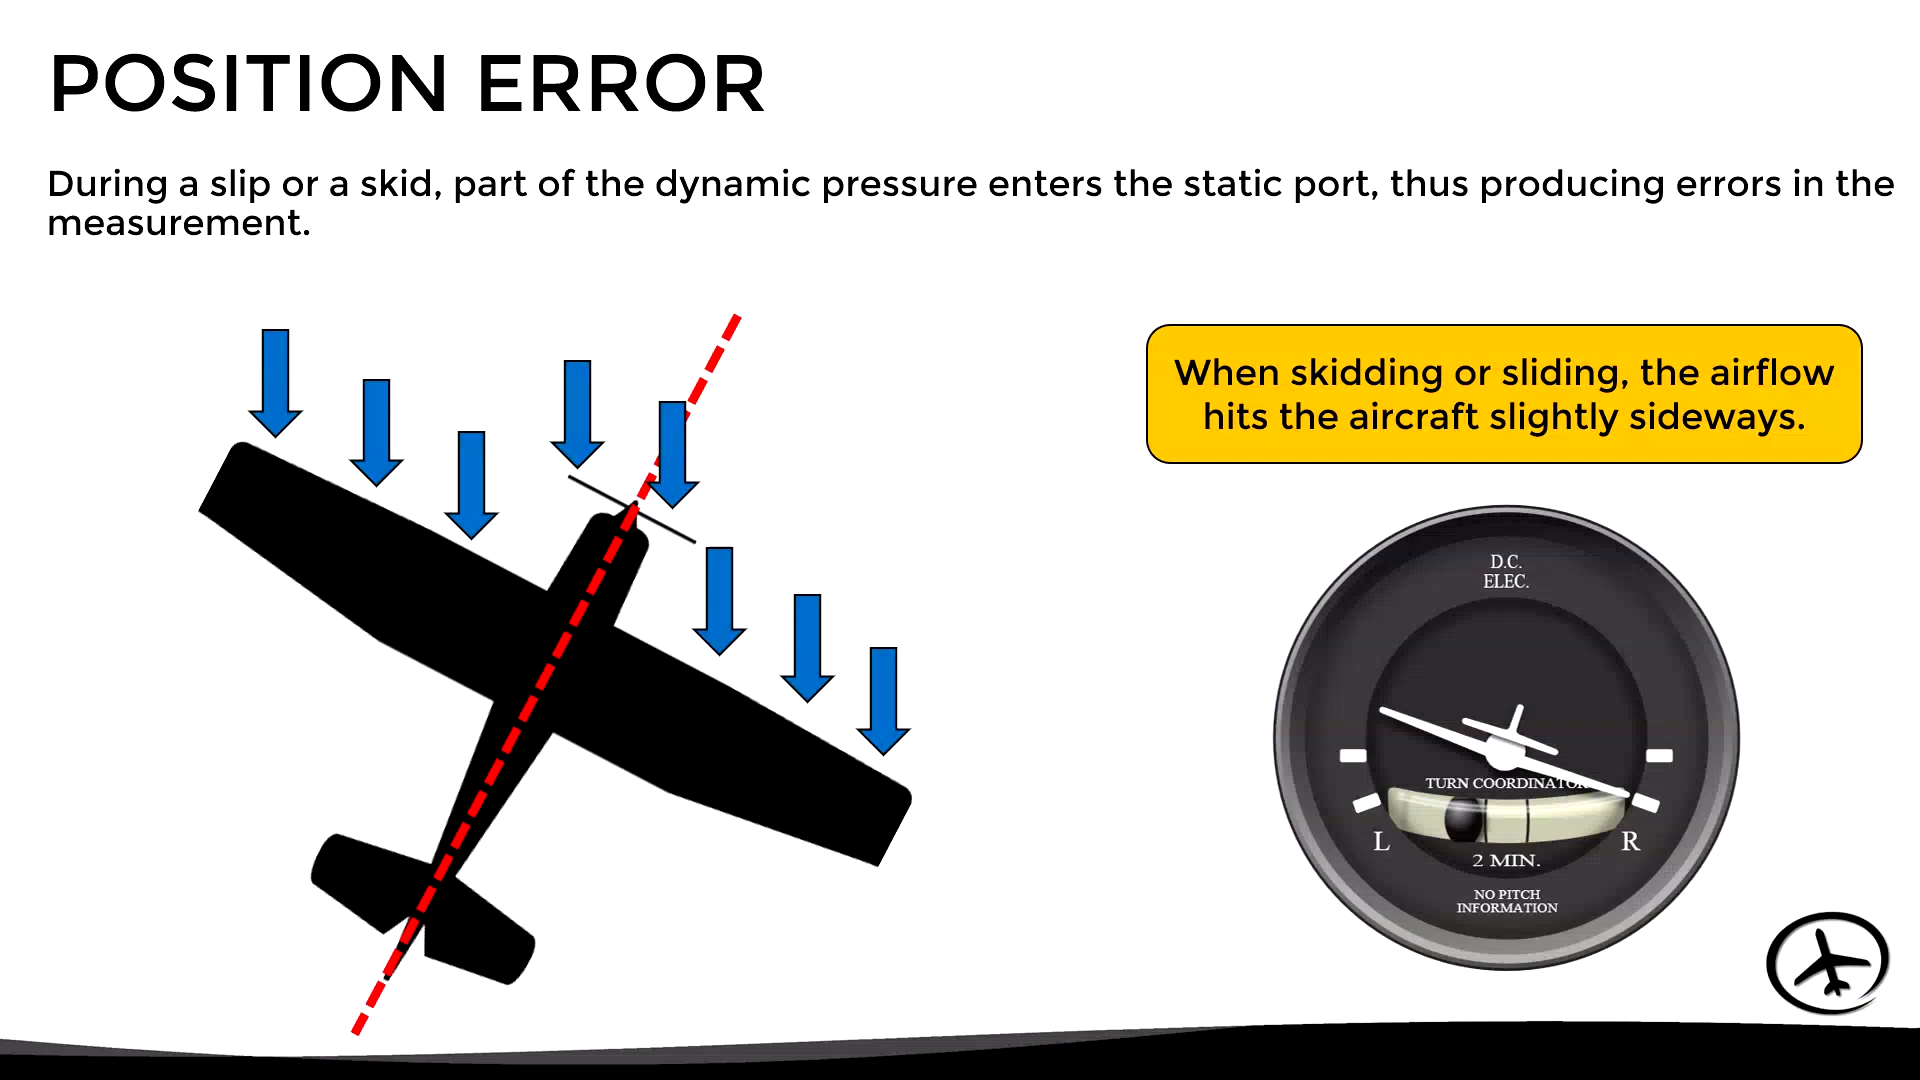 POSITION ERROR
During a slip or a skid, part of the dynamic pressure enters the static port, thus producing errors in the
measurement.
When skidding or sliding, the airflow
hits the aircraft slightly sideways.
D.C.
ELEC.
TURN COORDINATOR
L
R
2 MIN.
NO PITCH
INFORMATION